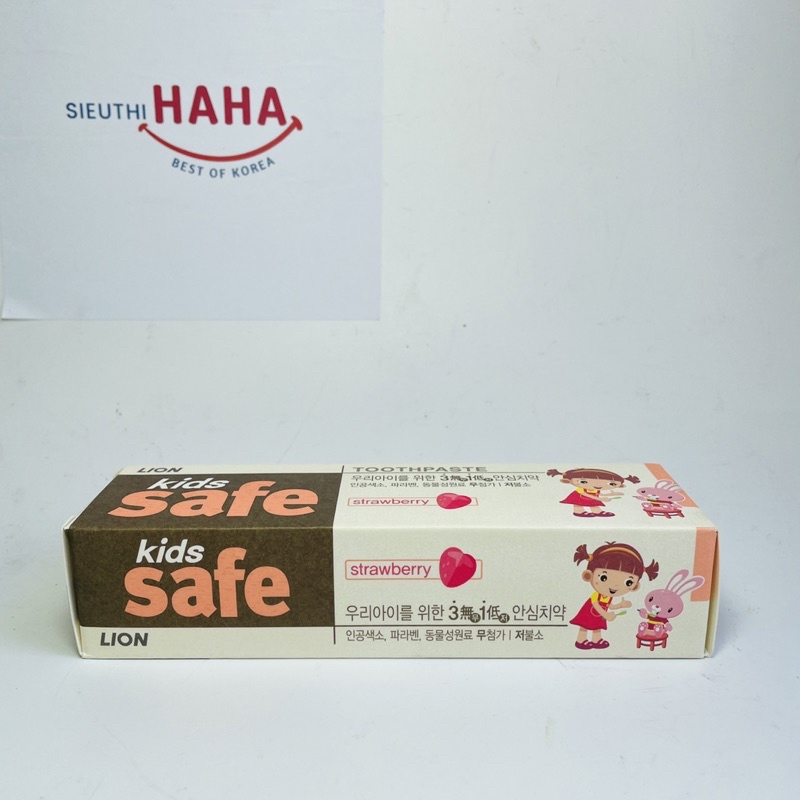 SIEUTHI HAHA
BEST OF KOREA
LION
kids
safe
TOOTHPASTE
우리아이를 위한 3無무1低저 안심치약
인공색소, 파라벤, 동물성원료 무첨가 | 저불소
strawberry
kids
safe
LION
strawberry
우리아이를 위한 3無무1低저 안심치약
인공색소, 파라벤, 동물성원료 무첨가 | 저불소